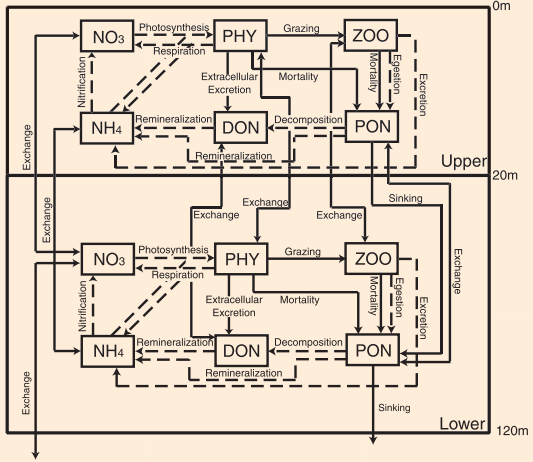 0m
Photosynthesis
Grazing
NO3
PHY
ZOO
Respiration
Extracellular
Excretion
Mortality
Mortality
Egestion
Excretion
Nitrification
NH4
Remineralization
DON
Decomposition
PON
Remineralization
Exchange
Upper
20m
Exchange
Exchange
Exchange
Exchange
Sinking
Exchange
Photosynthesis
Grazing
NO3
PHY
ZOO
Respiration
Extracellular
Excretion
Mortality
Mortality
Egestion
Excretion
Nitrification
NH4
Remineralization
DON
Decomposition
PON
Remineralization
Exchange
Sinking
Lower
120m